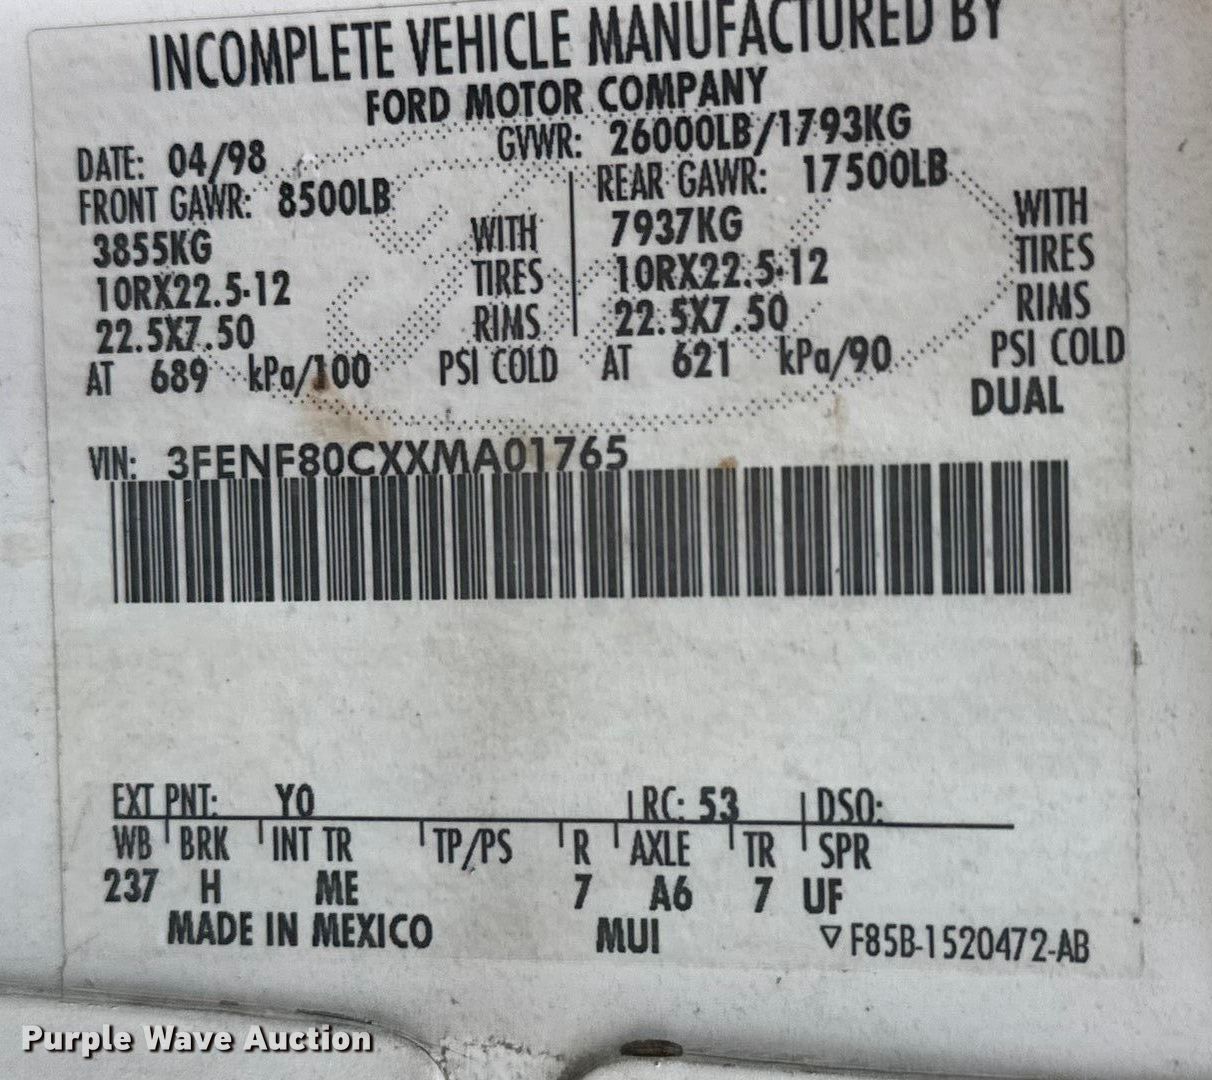 INCOMPLETE VEHICLE MANUFACTURED BY
FORD MOTOR COMPANY
DATE: 04/98 GVWR: 26000LB/1793KG
FRONT GAWR: 8500LB REAR GAWR: 17500LB
3855KG WITH 7937KG WITH
10RX22.5-12 TIRES 10RX22.5-12 TIRES
22.5X7.50 RIMS 22.5X7.50 RIMS
AT 689 kPa/100 PSI COLD AT 621 kPa/90 PSI COLD
DUAL
VIN: 3FENF80CXXMA01765
EXT PNT: YO RC: 53 DSO:
WB BRK INT TR TP/PS R AXLE TR SPR
237 H ME 7 A6 7 UF
MADE IN MEXICO MUI ▽ F85B-1520472-AB
Purple Wave Auction